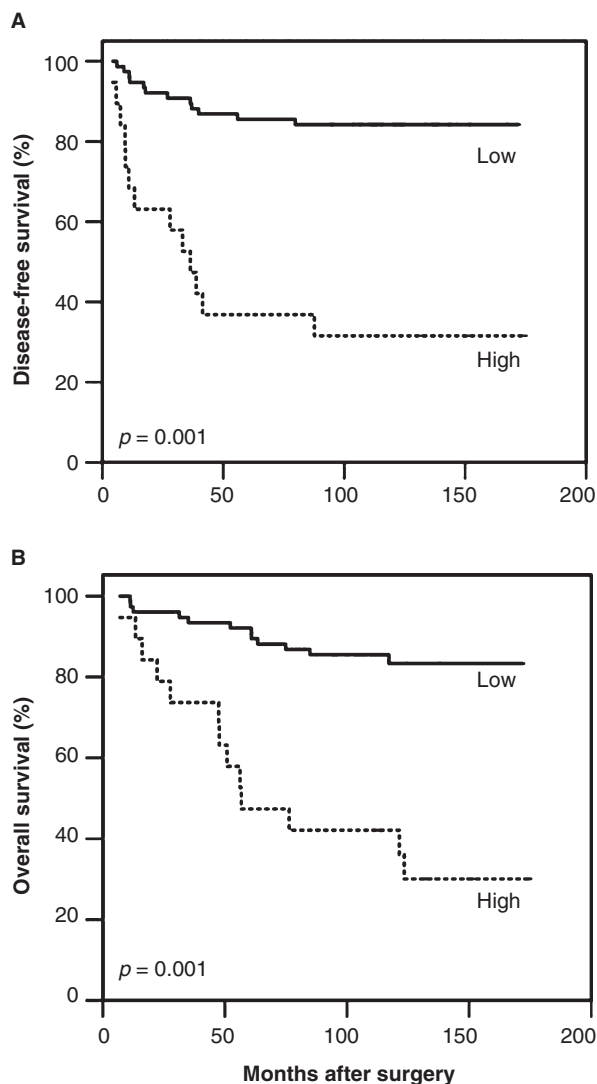 A
Disease-free survival (%)
100
80
60
40
20
0
Low
High
p = 0.001
0 50 100 150 200
B
Overall survival (%)
100
80
60
40
20
0
Low
High
p = 0.001
0 50 100 150 200
Months after surgery